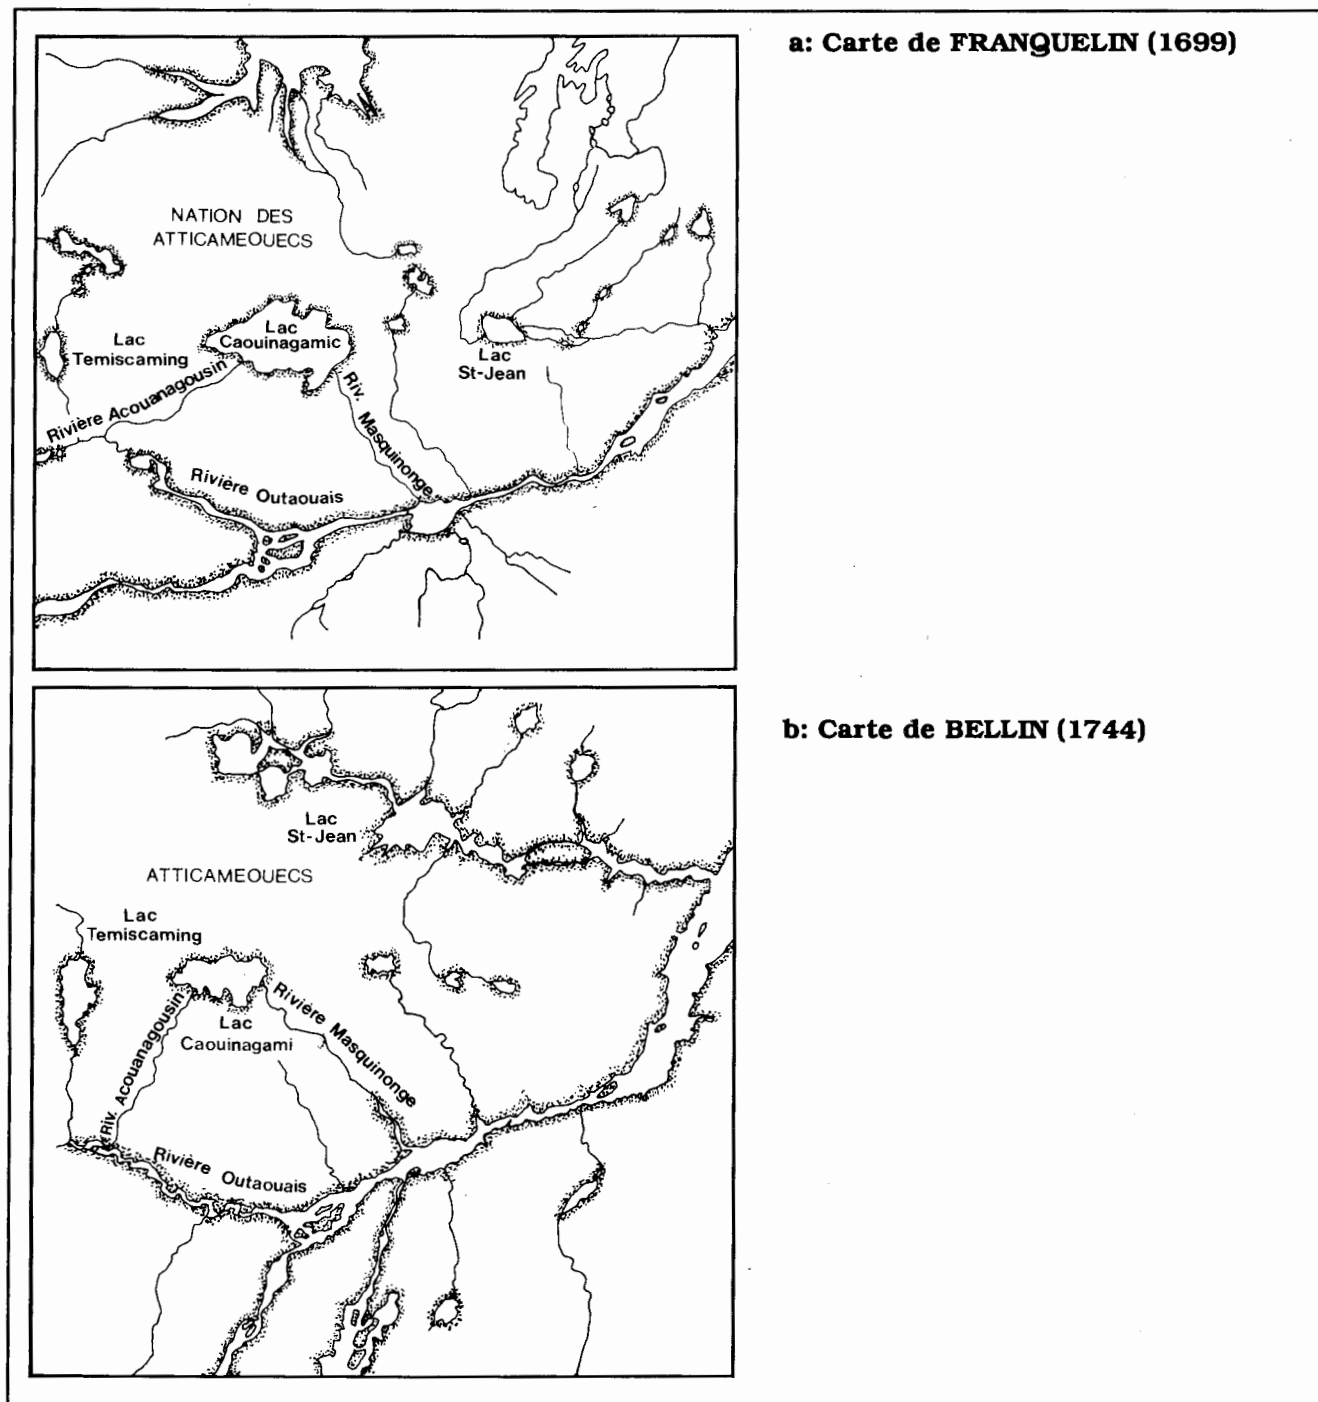 a: Carte de FRANQUELIN (1699)
NATION DES
ATTICAMEOUECS
Lac
Temiscaming
Lac
Caouinagamic
Lac
St-Jean
Rivière Acouanagousin
Riv. Masquinonge
Rivière Outaouais
b: Carte de BELLIN (1744)
Lac
St-Jean
ATTICAMEOUECS
Lac
Temiscaming
Riv. Acouanagousin
Lac
Caouinagami
Rivière Masquinonge
Rivière Outaouais